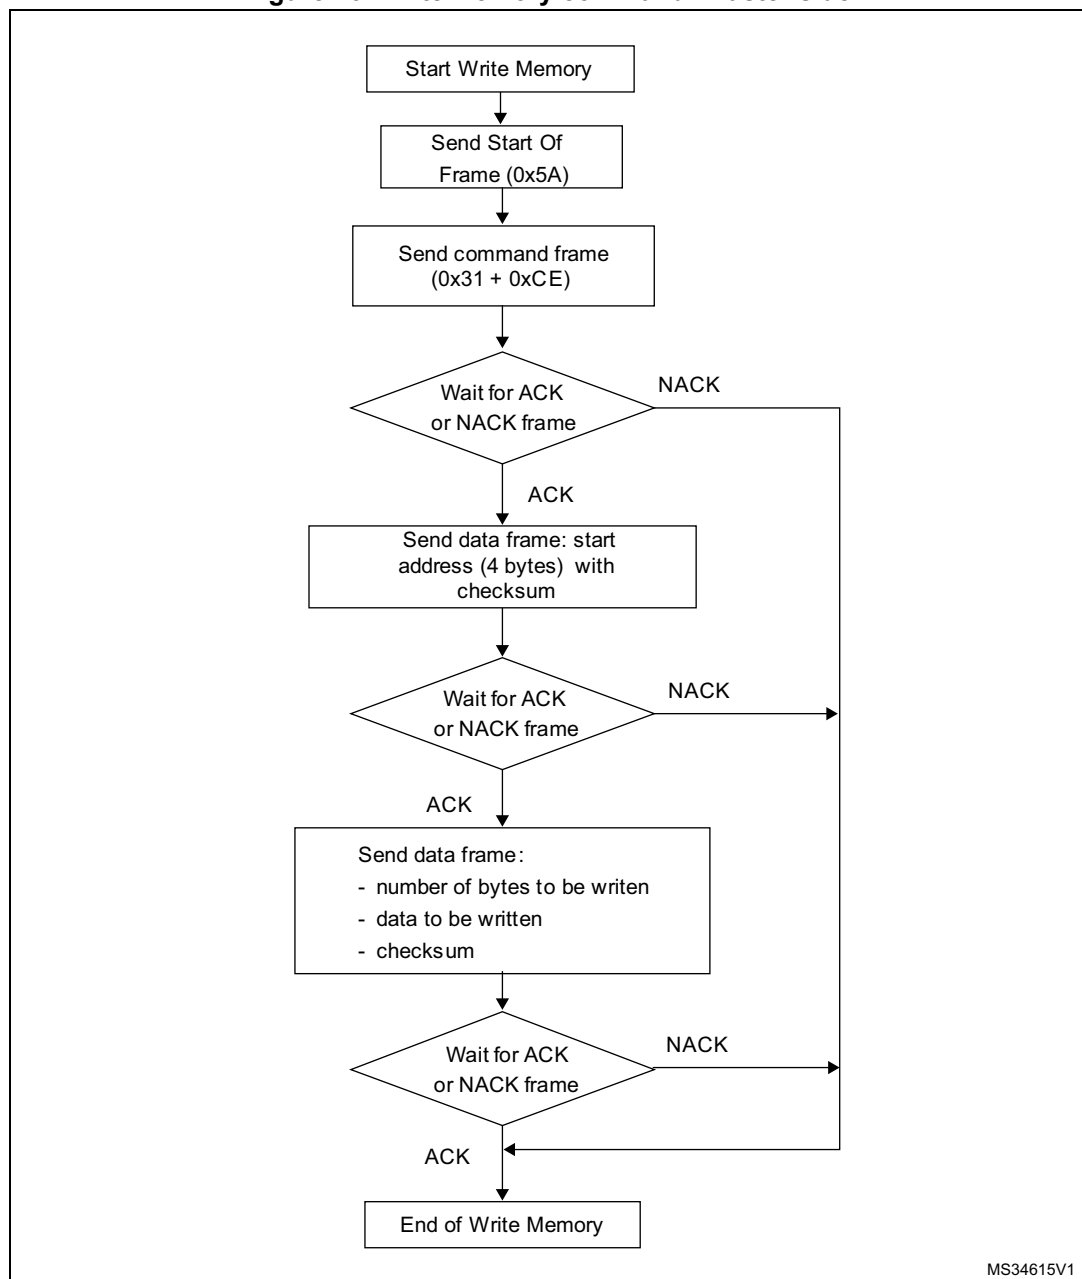 Start Write Memory
Send Start Of
Frame (0x5A)
Send command frame
(0x31 + 0xCE)
Wait for ACK
or NACK frame
NACK
ACK
Send data frame: start
address (4 bytes) with
checksum
Wait for ACK
or NACK frame
NACK
ACK
Send data frame:
- number of bytes to be writen
- data to be written
- checksum
Wait for ACK
or NACK frame
NACK
ACK
End of Write Memory
MS34615V1